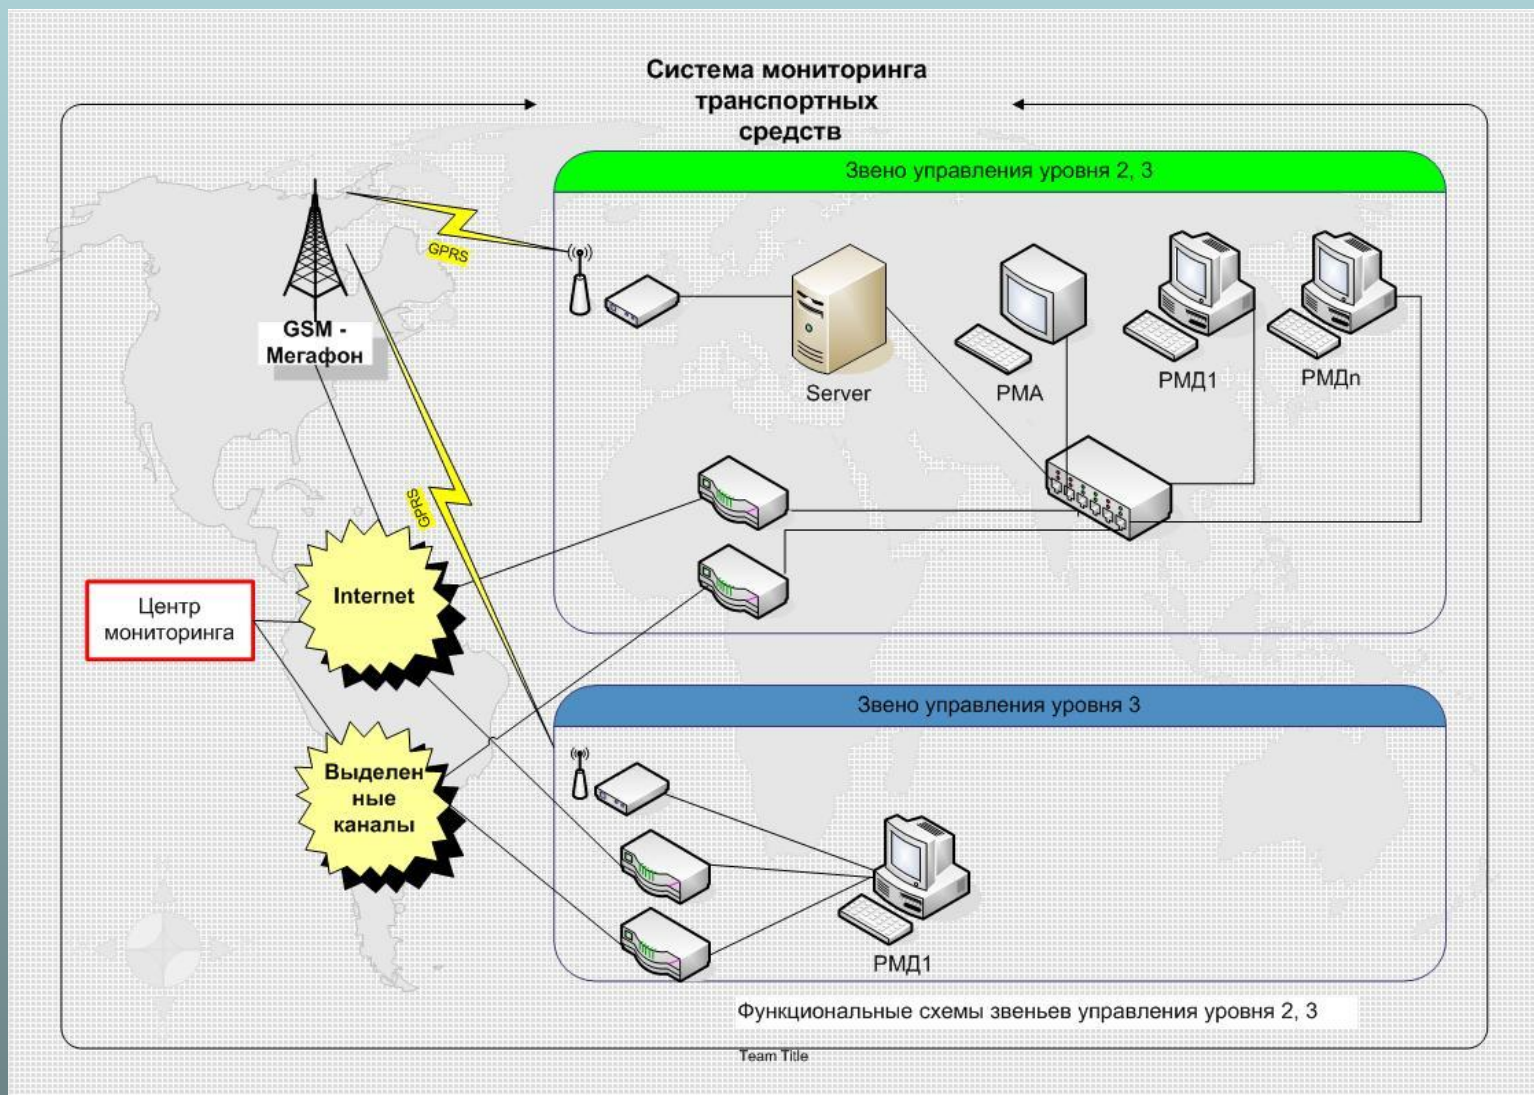 Система мониторинга
транспортных
средств
Звено управления уровня 2, 3
GPRS
GSM -
Мегафон
Server
РМА
РМД1
РМДn
GPRS
Internet
Центр
мониторинга
Звено управления уровня 3
Выделен
ные
каналы
РМД1
Функциональные схемы звеньев управления уровня 2, 3
Team Title